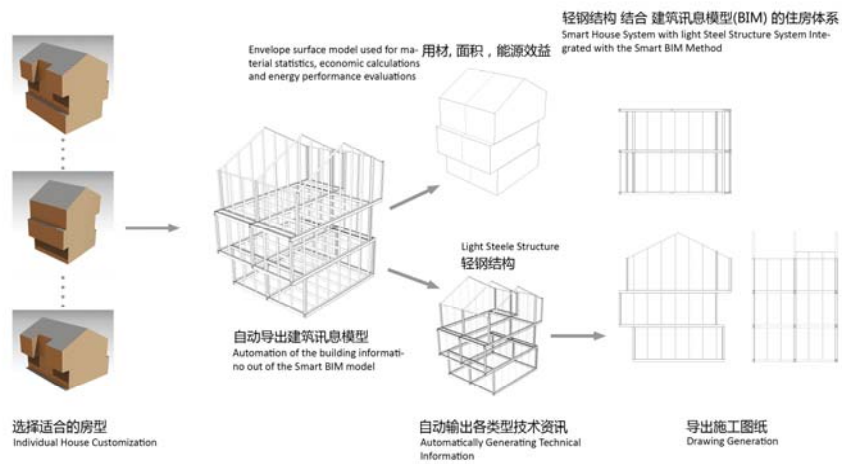 轻钢结构 结合 建筑讯息模型(BIM) 的住房体系
Smart House System with light Steel Structure System Inte-
grated with the Smart BIM Method
Envelope surface model used for ma-
terial statistics, economic calculations
and energy performance evaluations
用材, 面积，能源效益
Light Steele Structure
轻钢结构
自动导出建筑讯息模型
Automation of the building informati-
no out of the Smart BIM model
选择适合的房型
Individual House Customization
自动输出各类型技术资讯
Automatically Generating Technical
Information
导出施工图纸
Drawing Generation